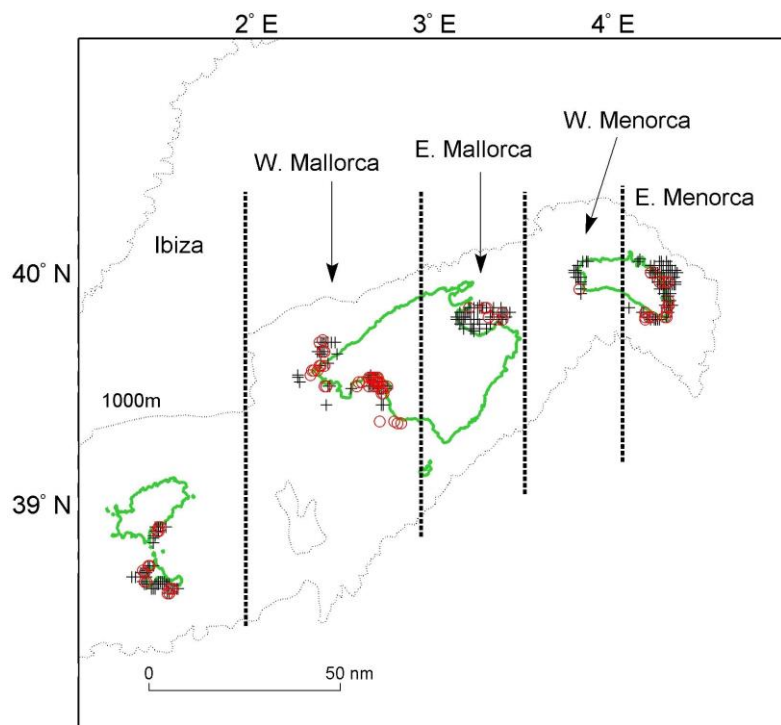 2° E 3° E 4° E
W. Menorca
E. Mallorca
W. Mallorca
E. Menorca
Ibiza
40° N
1000m
39° N
0 50 nm